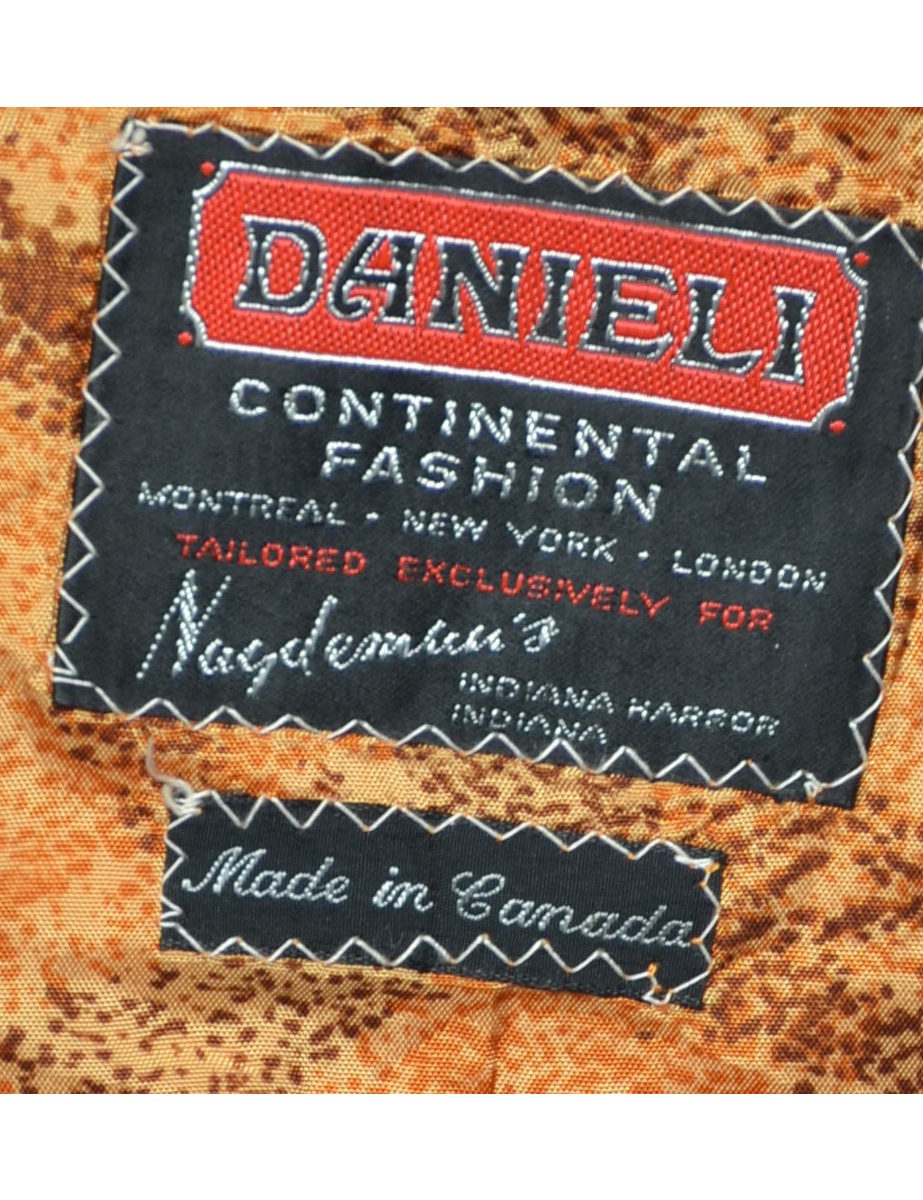 DANIELI
CONTINENTAL
FASHION
MONTREAL · NEW YORK · LONDON
TAILORED EXCLUSIVELY FOR
Nagdeman's
INDIANA HARBOR
INDIANA
Made in Canada